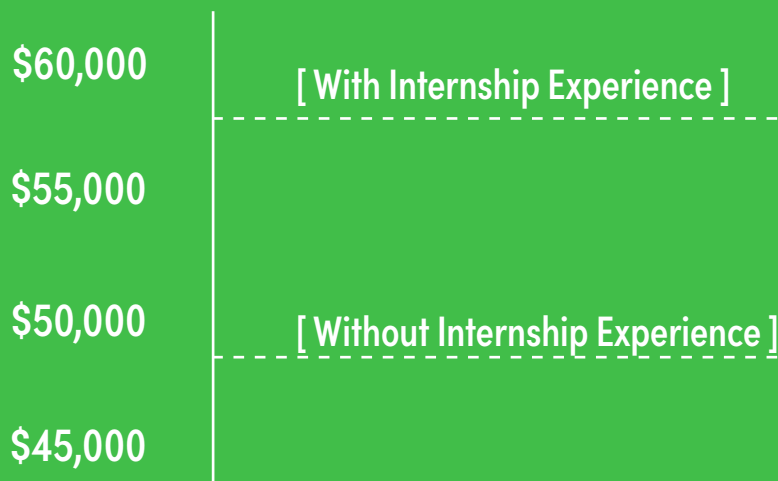 $60,000
[ With Internship Experience ]
$55,000
$50,000
[ Without Internship Experience ]
$45,000